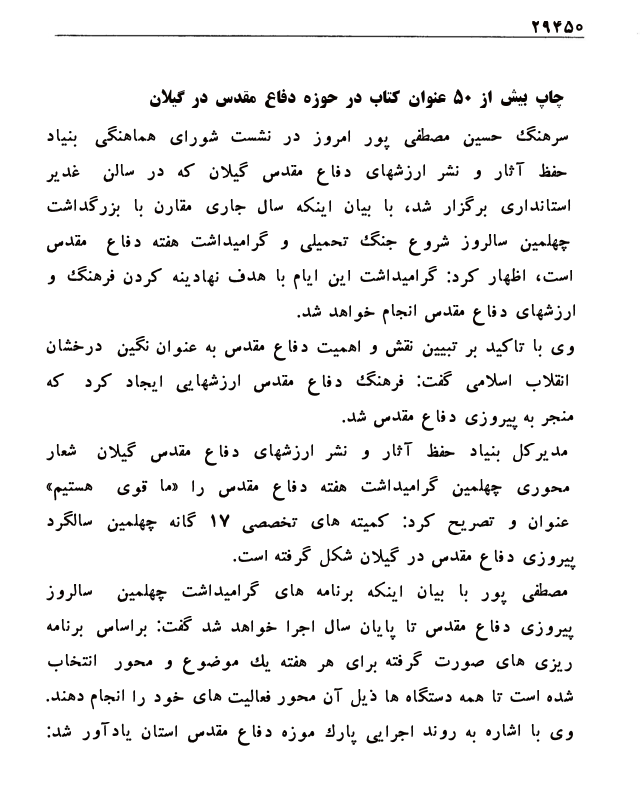 ۲۹۴۵۰
چاپ بیش از ۵۰ عنوان کتاب در حوزه دفاع مقدس در گیلان
سرهنگ حسین مصطفی پور امروز در نشست شورای هماهنگی بنیاد
حفظ آثار و نشر ارزشهای دفاع مقدس گیلان که در سالن غدیر
استانداری برگزار شد، با بیان اینکه سال جاری مقارن با بزرگداشت
چهلمین سالروز شروع جنگ تحمیلی و گرامیداشت هفته دفاع مقدس
است، اظهار کرد: گرامیداشت این ایام با هدف نهادینه کردن فرهنگ و
ارزشهای دفاع مقدس انجام خواهد شد.
وی با تاکید بر تبیین نقش و اهمیت دفاع مقدس به عنوان نگین درخشان
انقلاب اسلامی گفت: فرهنگ دفاع مقدس ارزشهایی ایجاد کرد که
منجر به پیروزی دفاع مقدس شد.
مدیرکل بنیاد حفظ آثار و نشر ارزشهای دفاع مقدس گیلان شعار
محوری چهلمین گرامیداشت هفته دفاع مقدس را «ما قوی هستیم»
عنوان و تصریح کرد: کمیته های تخصصی ۱۷ گانه چهلمین سالگرد
پیروزی دفاع مقدس در گیلان شکل گرفته است.
مصطفی پور با بیان اینکه برنامه های گرامیداشت چهلمین سالروز
پیروزی دفاع مقدس تا پایان سال اجرا خواهد شد گفت: براساس برنامه
ریزی های صورت گرفته برای هر هفته یك موضوع و محور انتخاب
شده است تا همه دستگاه ها ذیل آن محور فعالیت های خود را انجام دهند.
وی با اشاره به روند اجرایی پارك موزه دفاع مقدس استان یادآور شد: